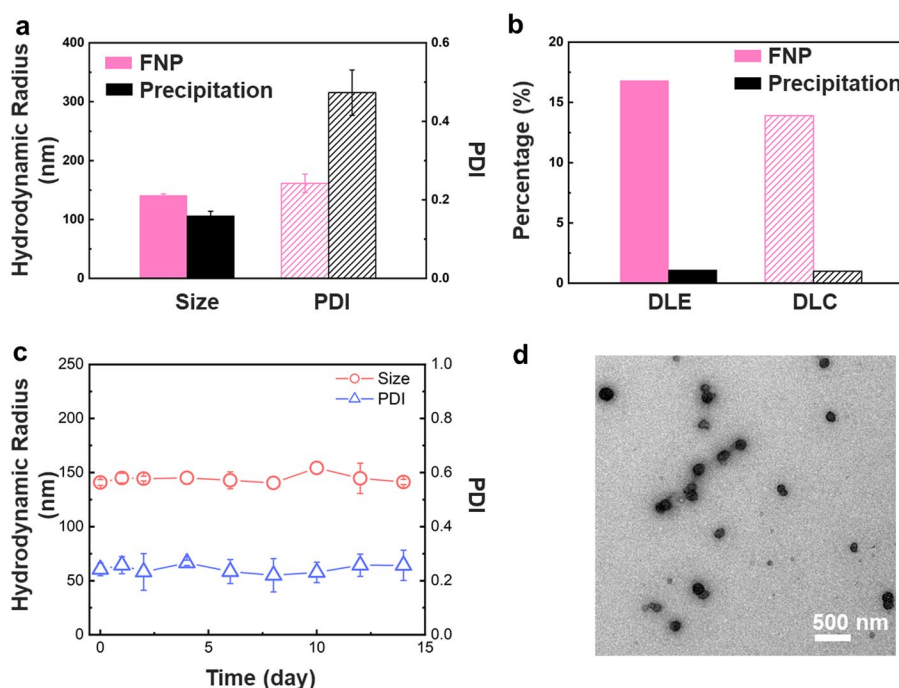 a
Hydrodynamic Radius
(nm)
400
300
200
100
0
FNP
Precipitation
0.6
0.4
0.2
0.0
PDI
Size
PDI
b
Percentage (%)
20
15
10
5
0
FNP
Precipitation
DLE
DLC
c
Hydrodynamic Radius
(nm)
250
200
150
100
50
0
Size
PDI
1.0
0.8
0.6
0.4
0.2
0.0
PDI
0
5
10
15
Time (day)
d
500 nm